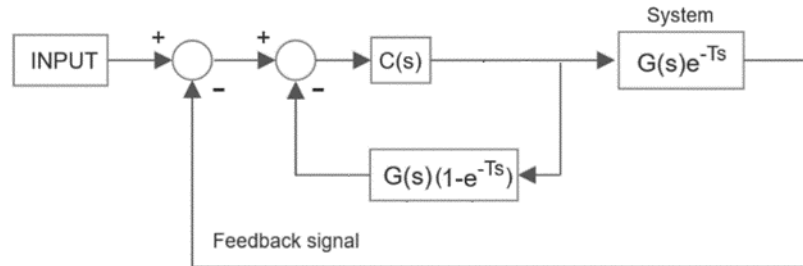 System
+
+
INPUT
C(s)
G(s)e^-Ts
-
-
G(s)(1-e^-Ts)
Feedback signal